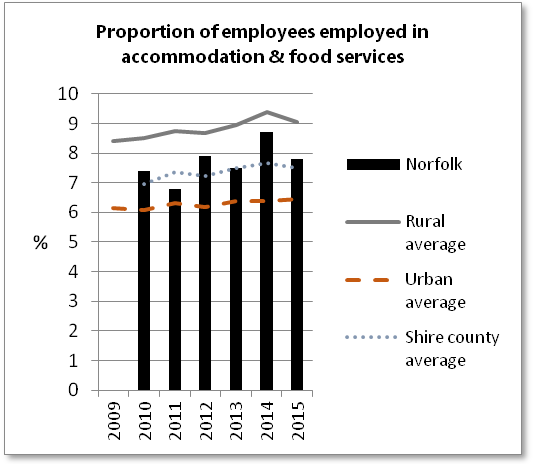 Proportion of employees employed in
accommodation & food services
10
9
8
7
6
5
4
3
2
1
0
%
2009
2010
2011
2012
2013
2014
2015
Norfolk
Rural
average
Urban
average
Shire county
average